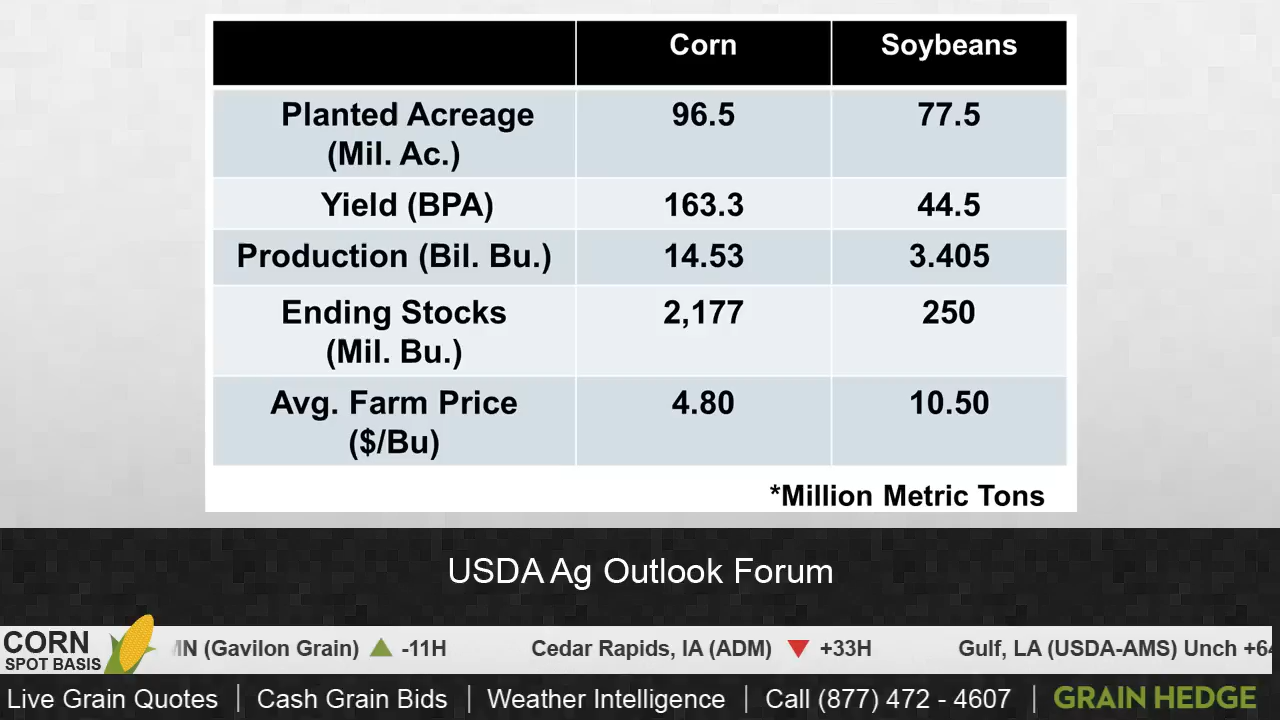 Corn Soybeans
Planted Acreage (Mil. Ac.) 96.5 77.5
Yield (BPA) 163.3 44.5
Production (Bil. Bu.) 14.53 3.405
Ending Stocks (Mil. Bu.) 2,177 250
Avg. Farm Price ($/Bu) 4.80 10.50
*Million Metric Tons
USDA Ag Outlook Forum
CORN
SPOT BASIS
(Gavilon Grain) -11H Cedar Rapids, IA (ADM) +33H Gulf, LA (USDA-AMS) Unch
Live Grain Quotes | Cash Grain Bids | Weather Intelligence | Call (877) 472 - 4607 | GRAIN HEDGE